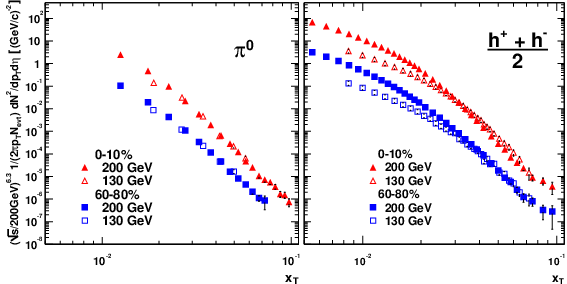 (√s/200GeV)^6.3 1/(2πp_T N_evt) dN²/dp_T dη [(GeV/c)^-2]
10²
10
1
10^-1
10^-2
10^-3
10^-4
10^-5
10^-6
10^-7
10^-8
π⁰
0-10%
200 GeV
130 GeV
60-80%
200 GeV
130 GeV
10^-2
10^-1
x_T
h⁺ + h⁻
2
0-10%
200 GeV
130 GeV
60-80%
200 GeV
130 GeV
10^-2
10^-1
x_T